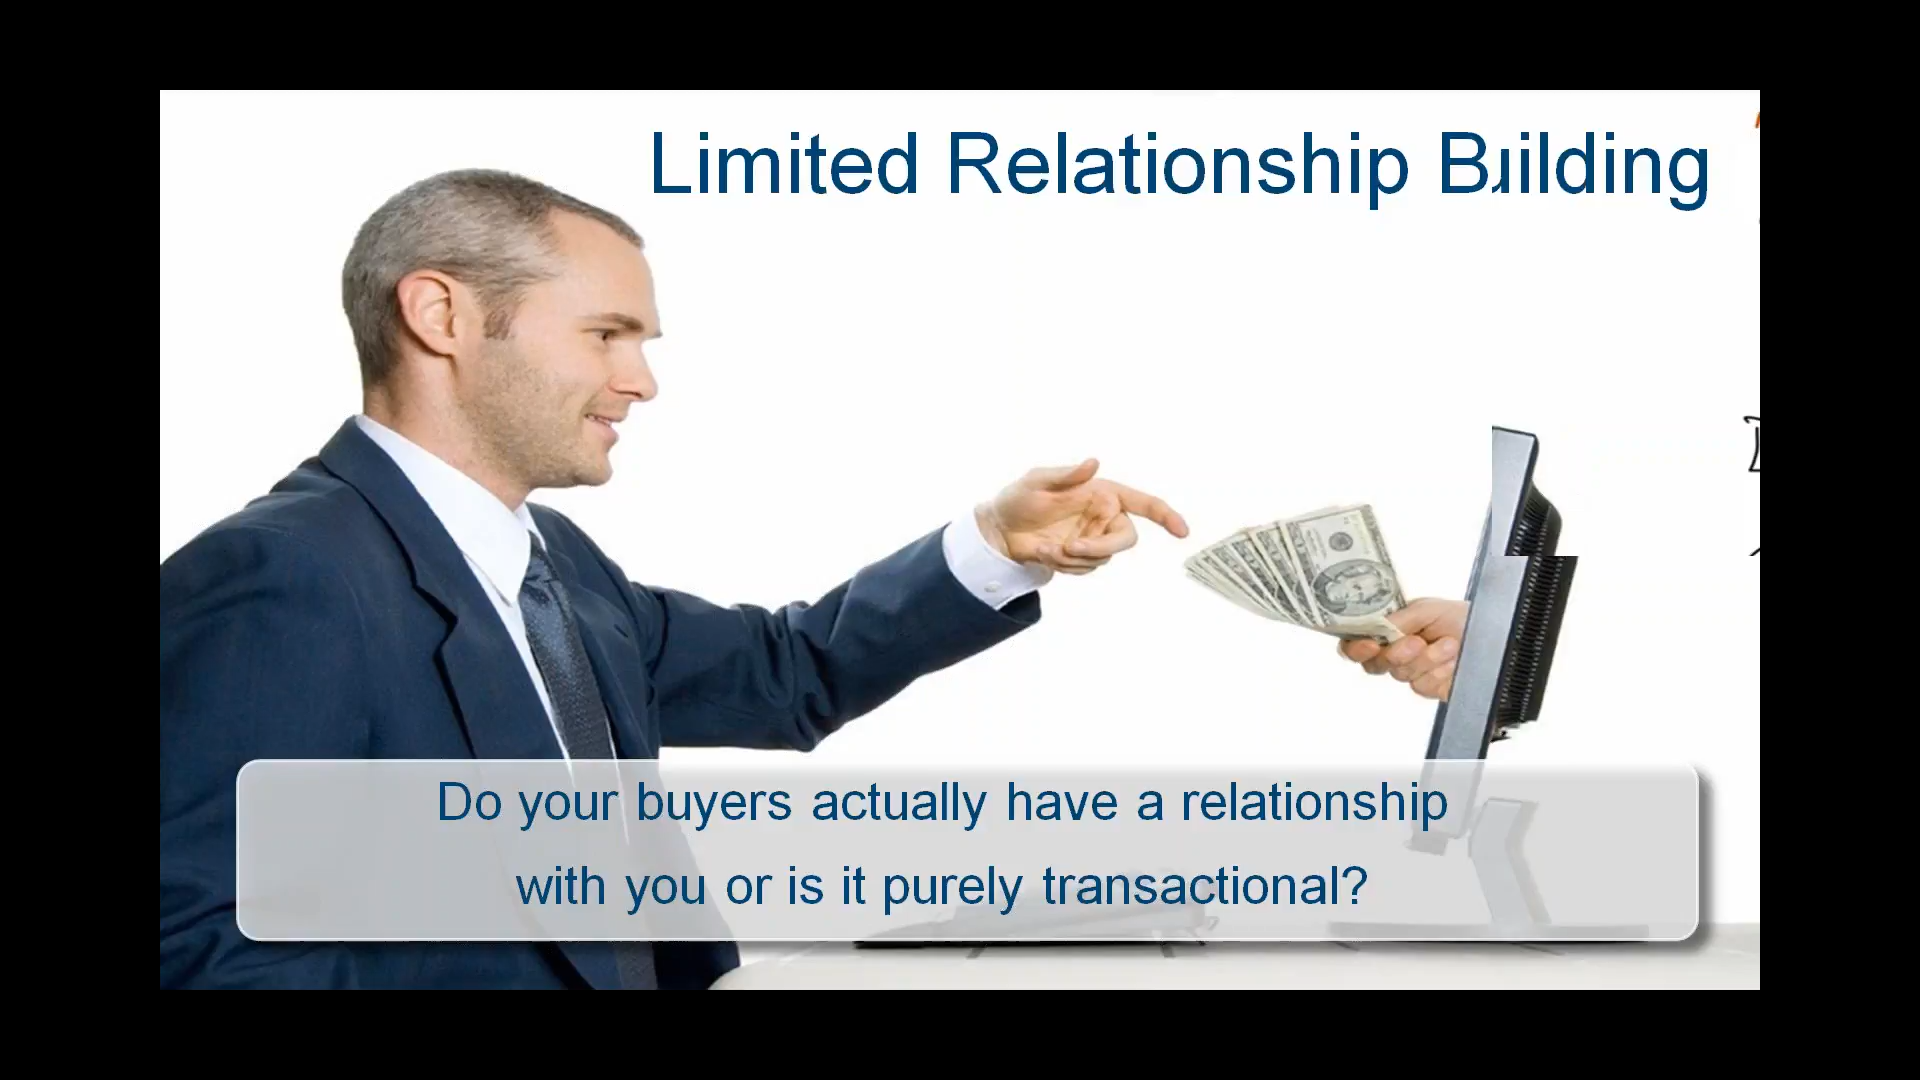 Limited Relationship Building
Do your buyers actually have a relationship
with you or is it purely transactional?